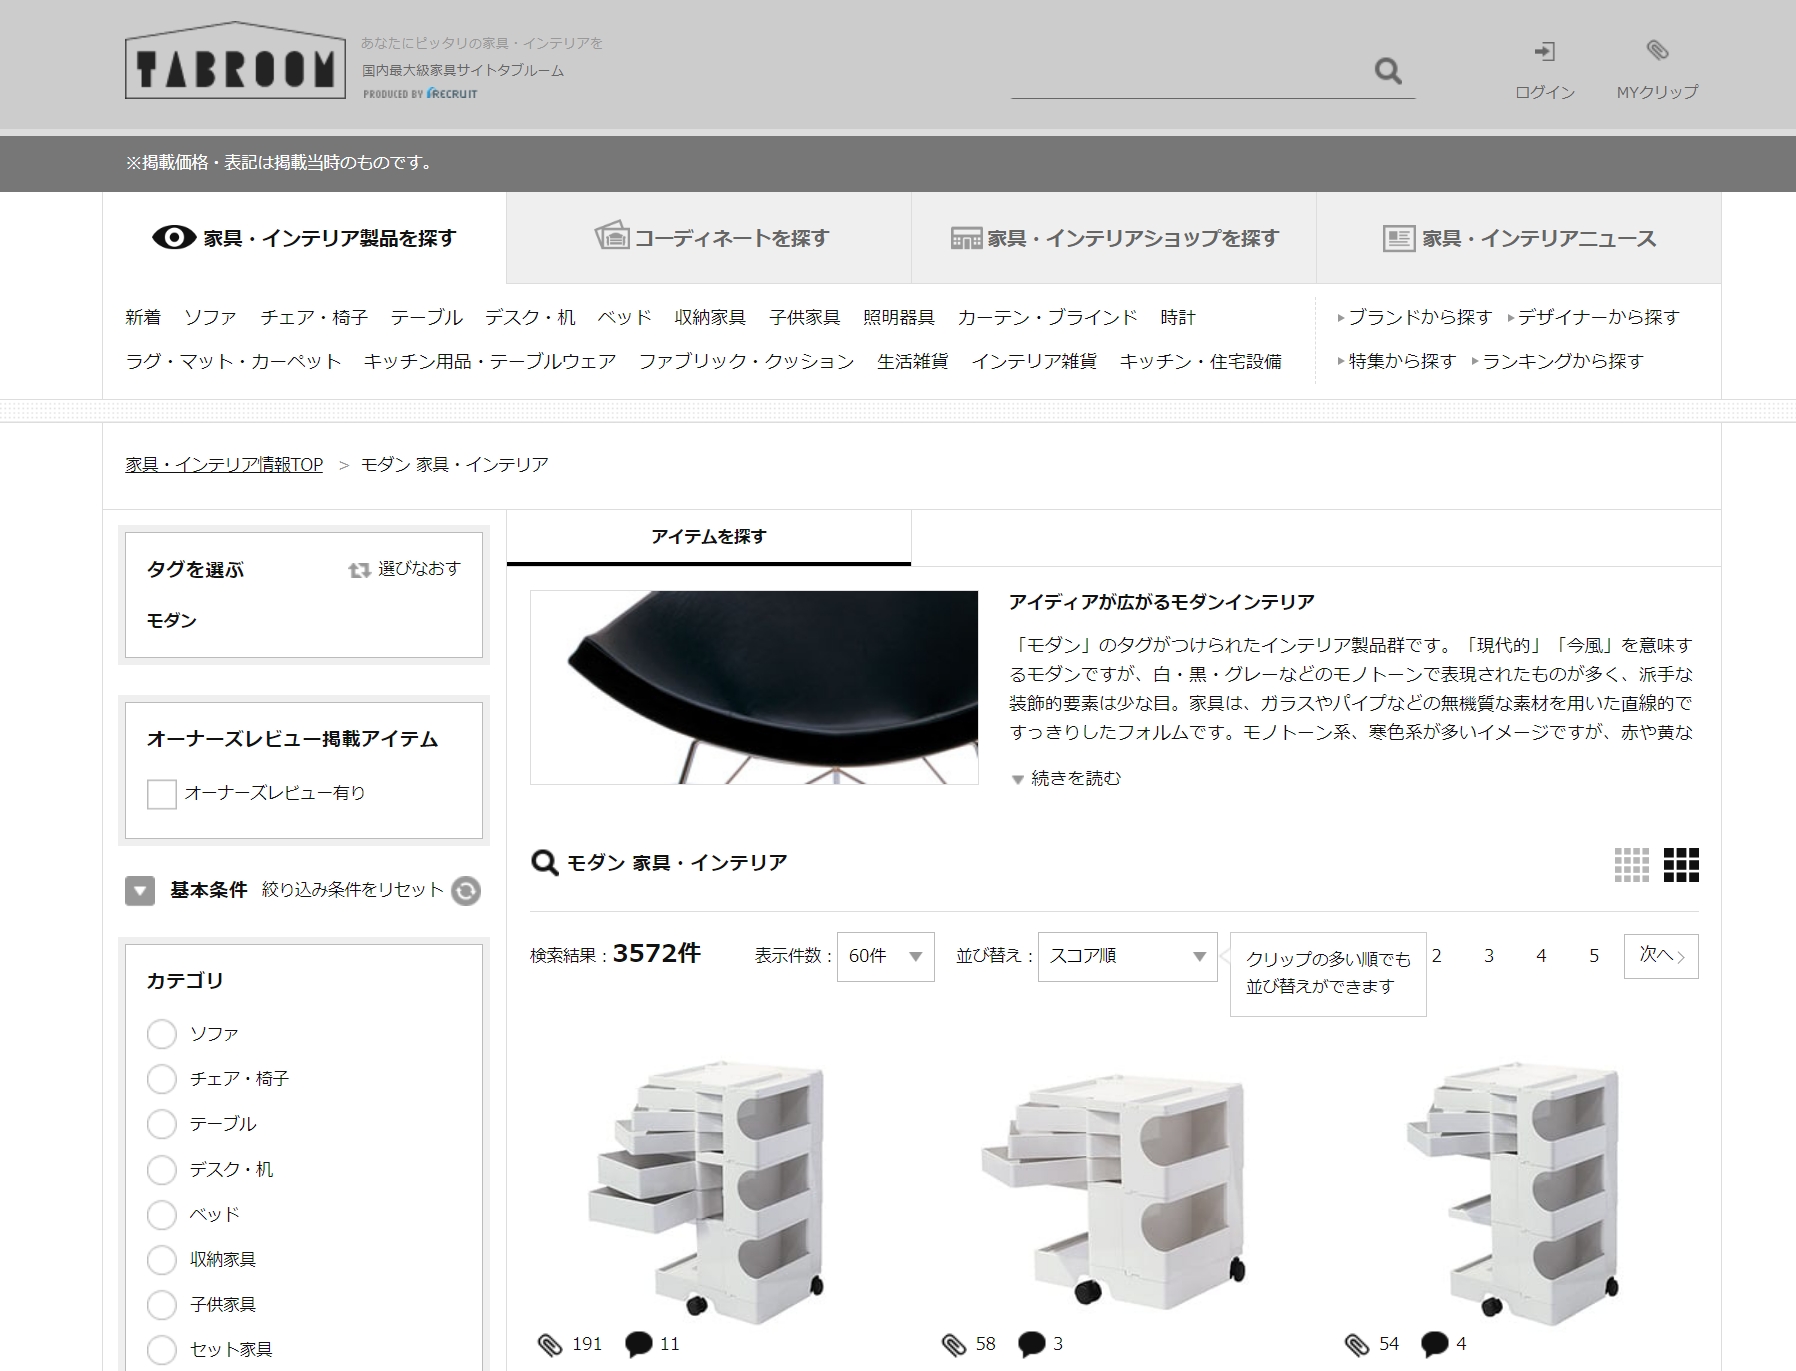 TABROOM
あなたにピッタリの家具・インテリアを
国内最大級家具サイトタブルーム
PRODUCED BY RECRUIT
ログイン
MYクリップ
※掲載価格・表記は掲載当時のものです。
家具・インテリア製品を探す
コーディネートを探す
家具・インテリアショップを探す
家具・インテリアニュース
新着 ソファ チェア・椅子 テーブル デスク・机 ベッド 収納家具 子供家具 照明器具 カーテン・ブラインド 時計
ラグ・マット・カーペット キッチン用品・テーブルウェア ファブリック・クッション 生活雑貨 インテリア雑貨 キッチン・住宅設備
ブランドから探す デザイナーから探す
特集から探す ランキングから探す
家具・インテリア情報TOP > モダン 家具・インテリア
タグを選ぶ 選びなおす
モダン
オーナーズレビュー掲載アイテム
オーナーズレビュー有り
基本条件 絞り込み条件をリセット
カテゴリ
ソファ
チェア・椅子
テーブル
デスク・机
ベッド
収納家具
子供家具
セット家具
アイテムを探す
アイディアが広がるモダンインテリア
「モダン」のタグがつけられたインテリア製品群です。「現代的」「今風」を意味す
るモダンですが、白・黒・グレーなどのモノトーンで表現されたものが多く、派手な
装飾的要素は少な目。家具は、ガラスやパイプなどの無機質な素材を用いた直線的で
すっきりしたフォルムです。モノトーン系、寒色系が多いイメージですが、赤や黄な
続きを読む
モダン 家具・インテリア
検索結果：3572件 表示件数： 60件 並び替え： スコア順
クリップの多い順でも
並び替えができます
2 3 4 5 次へ
191 11
58 3
54 4